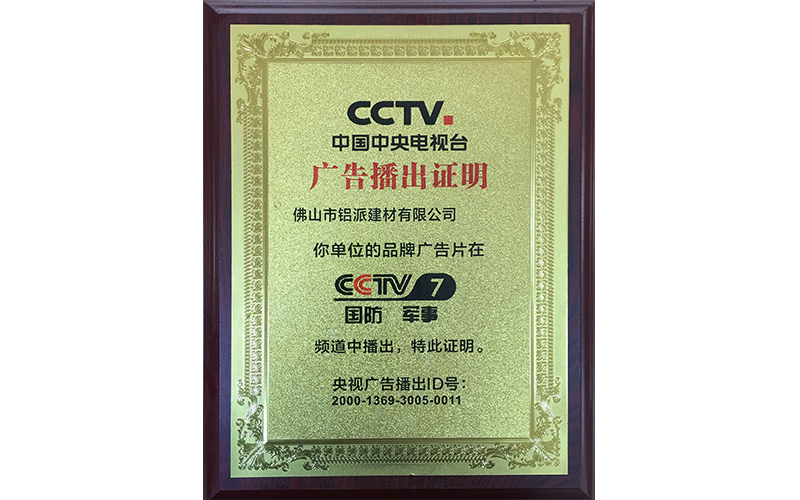 CCTV.
中国中央电视台
广告播出证明
佛山市铝派建材有限公司
你单位的品牌广告片在
CCTV 7
国防 军事
频道中播出，特此证明。
央视广告播出ID号：
2000-1369-3005-0011